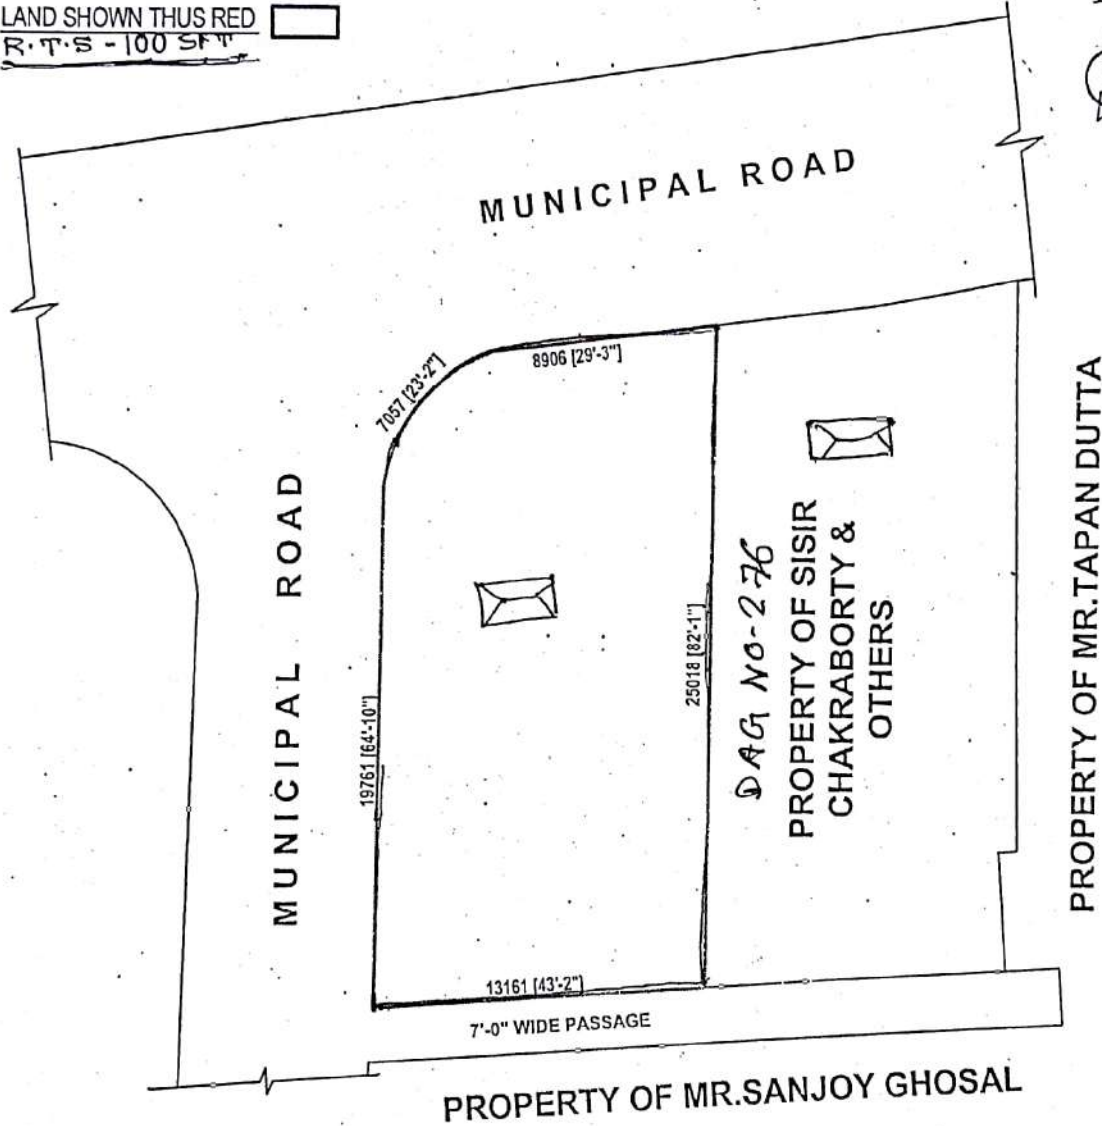 LAND SHOWN THUS RED
R.T.S - 100 SFT
MUNICIPAL ROAD
8906 [29'-3"]
7057 [23'-2"]
MUNICIPAL ROAD
19761 [64'-10"]
25018 [82'-1"]
DAG NO-276
PROPERTY OF SISIR
CHAKRABORTY &
OTHERS
PROPERTY OF MR.TAPAN DUTTA
13161 [43'-2"]
7'-0" WIDE PASSAGE
PROPERTY OF MR.SANJOY GHOSAL